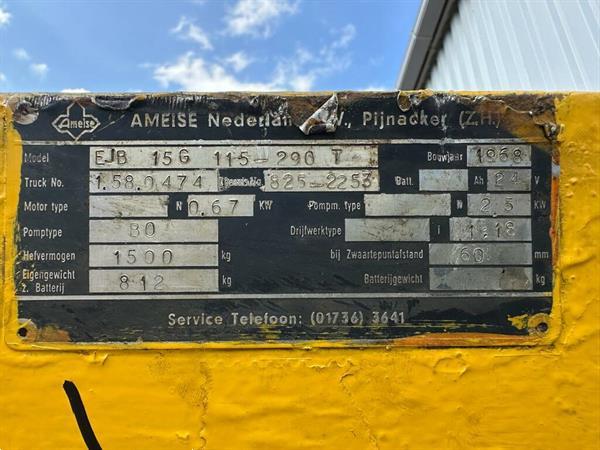 Ameise
AMEISE Nederlan V., Pijnacker (Z.H.)
Model EJB 15G 115-290 T Bouwjaar 1968
Truck No. 1.58.0474 825-2253 Batt. Ah 24 V
Motor type N 0.67 KW Pompm. type N 2.5 KW
Pomptype BO Drijfwerktype i 1:18
Hefvermogen 1500 kg bij Zwaartepuntafstand 60 mm
Eigengewicht
z. Batterij 812 kg Batterijgewicht kg
Service Telefoon: (01736) 3641